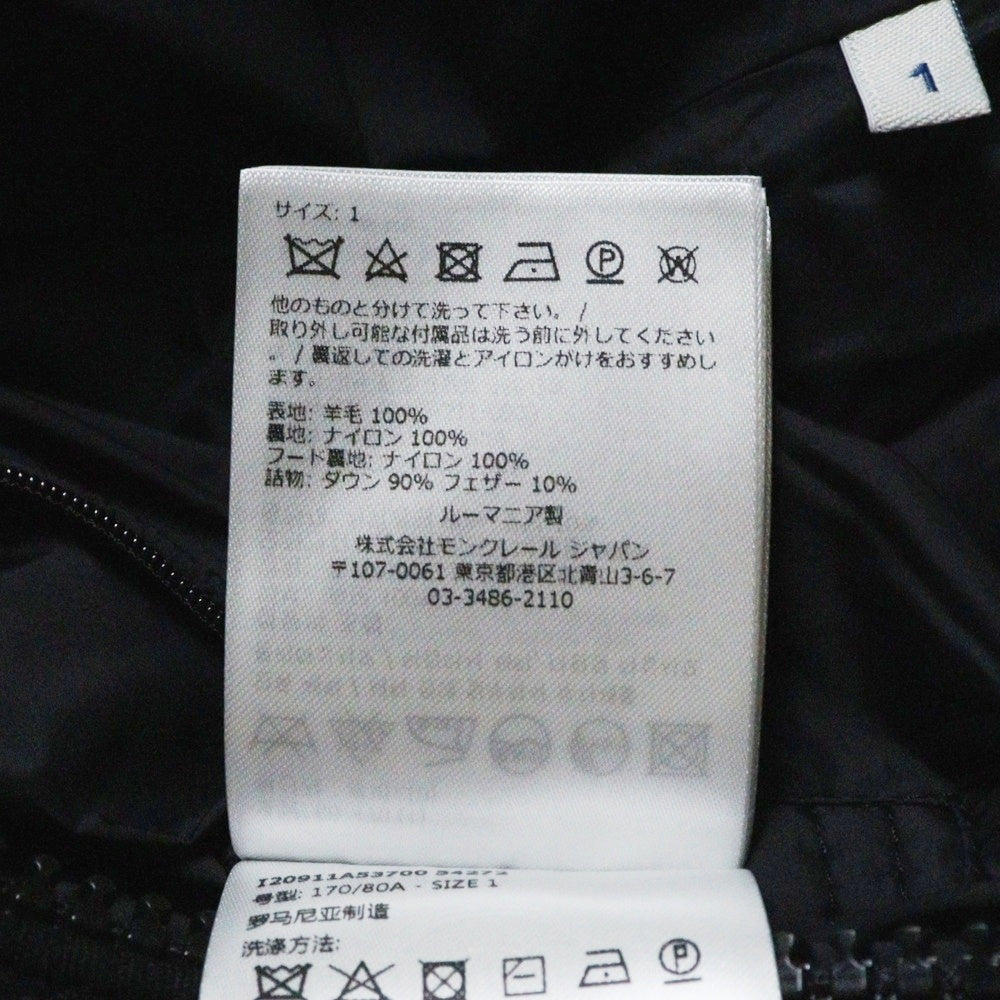 1
サイズ: 1
P
W
他のものと分けて洗って下さい。 /
取り外し可能な付属品は洗う前に外してください
。 / 裏返しての洗濯とアイロンがけをおすすめし
ます。
表地: 羊毛 100%
裏地: ナイロン 100%
フード裏地: ナイロン 100%
詰物: ダウン 90% フェザー 10%
ルーマニア製
株式会社モンクレール ジャパン
〒107-0061 東京都港区北青山3-6-7
03-3486-2110
I20911A53700 54272
号型: 170/80A - SIZE 1
罗马尼亚制造
洗涤方法:
P